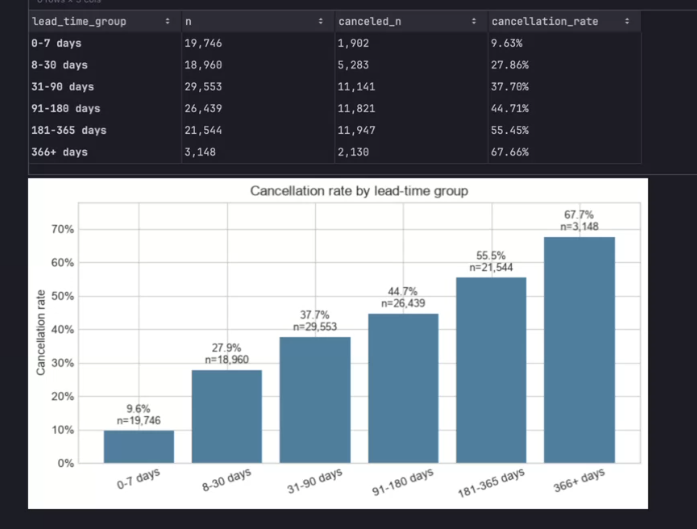 lead_time_group n canceled_n cancellation_rate
0-7 days 19,746 1,902 9.63%
8-30 days 18,960 5,283 27.86%
31-90 days 29,553 11,141 37.70%
91-180 days 26,439 11,821 44.71%
181-365 days 21,544 11,947 55.45%
366+ days 3,148 2,130 67.66%
Cancellation rate by lead-time group
Cancellation rate
70%
60%
50%
40%
30%
20%
10%
0%
9.6%
n=19,746
27.9%
n=18,960
37.7%
n=29,553
44.7%
n=26,439
55.5%
n=21,544
67.7%
n=3,148
0-7 days
8-30 days
31-90 days
91-180 days
181-365 days
366+ days